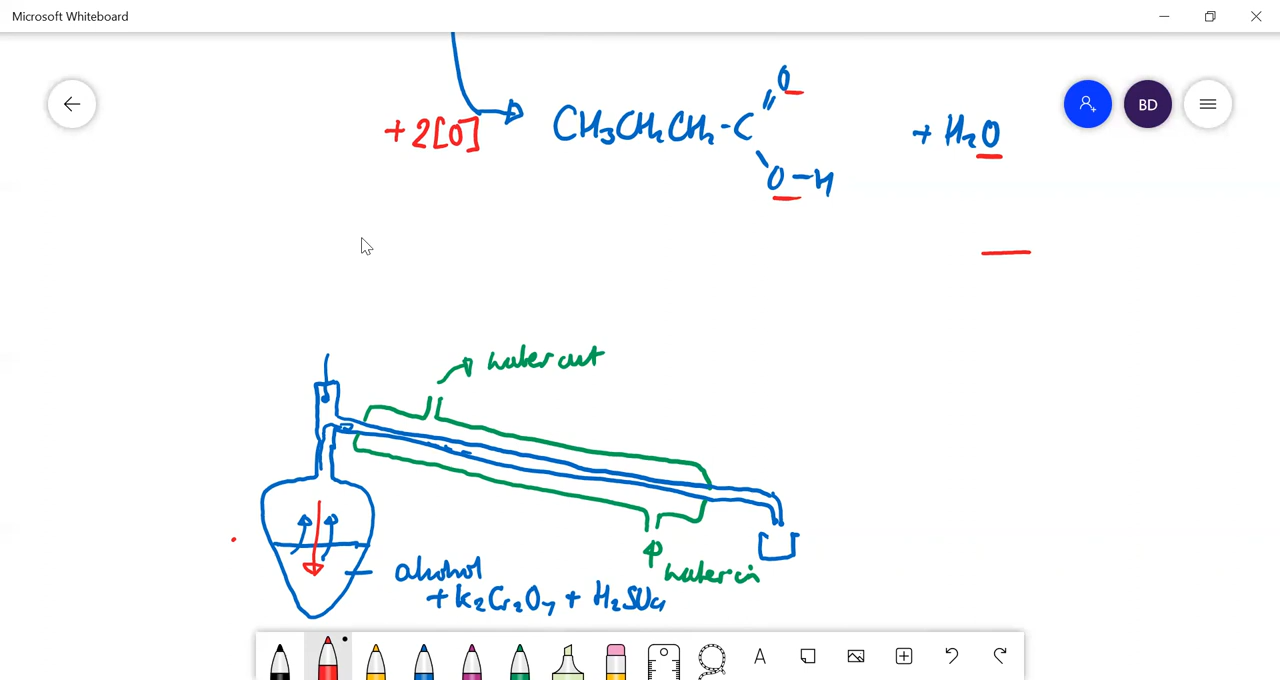 Microsoft Whiteboard
BD
O
+ 2[O] CH3CH2CH2-C + H2O
O-H
water out
water in
alcohol
+ K2Cr2O7 + H2SO4
A